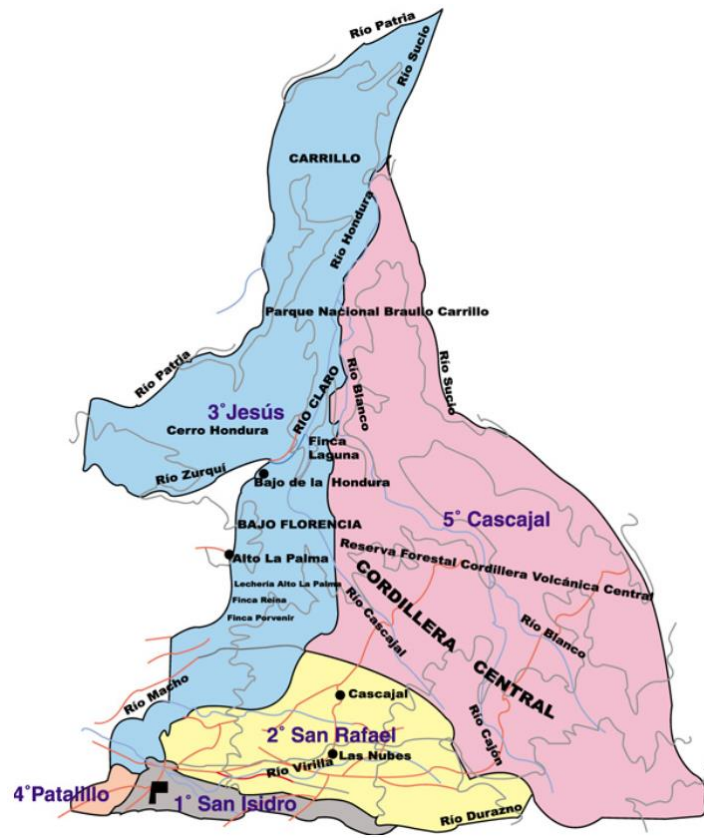 Río Patria
Río Sucio
CARRILLO
Río Hondura
Parque Nacional Braulio Carrillo
Río Patria
Río Blanco
Río Sucio
3° Jesús
RÍO CLARO
Cerro Hondura
Finca
Laguna
Río Zurquí
Bajo de la Hondura
5° Cascajal
BAJO FLORENCIA
Reserva Forestal Cordillera Volcánica Central
Alto La Palma
CORDILLERA CENTRAL
Lechería Alto La Palma
Finca Reina
Finca Porvenir
Río Cascajal
Río Blanco
Río Macho
Cascajal
2° San Rafael
Las Nubes
Río Virilla
Río Cajón
4° Patalillo
1° San Isidro
Río Durazno